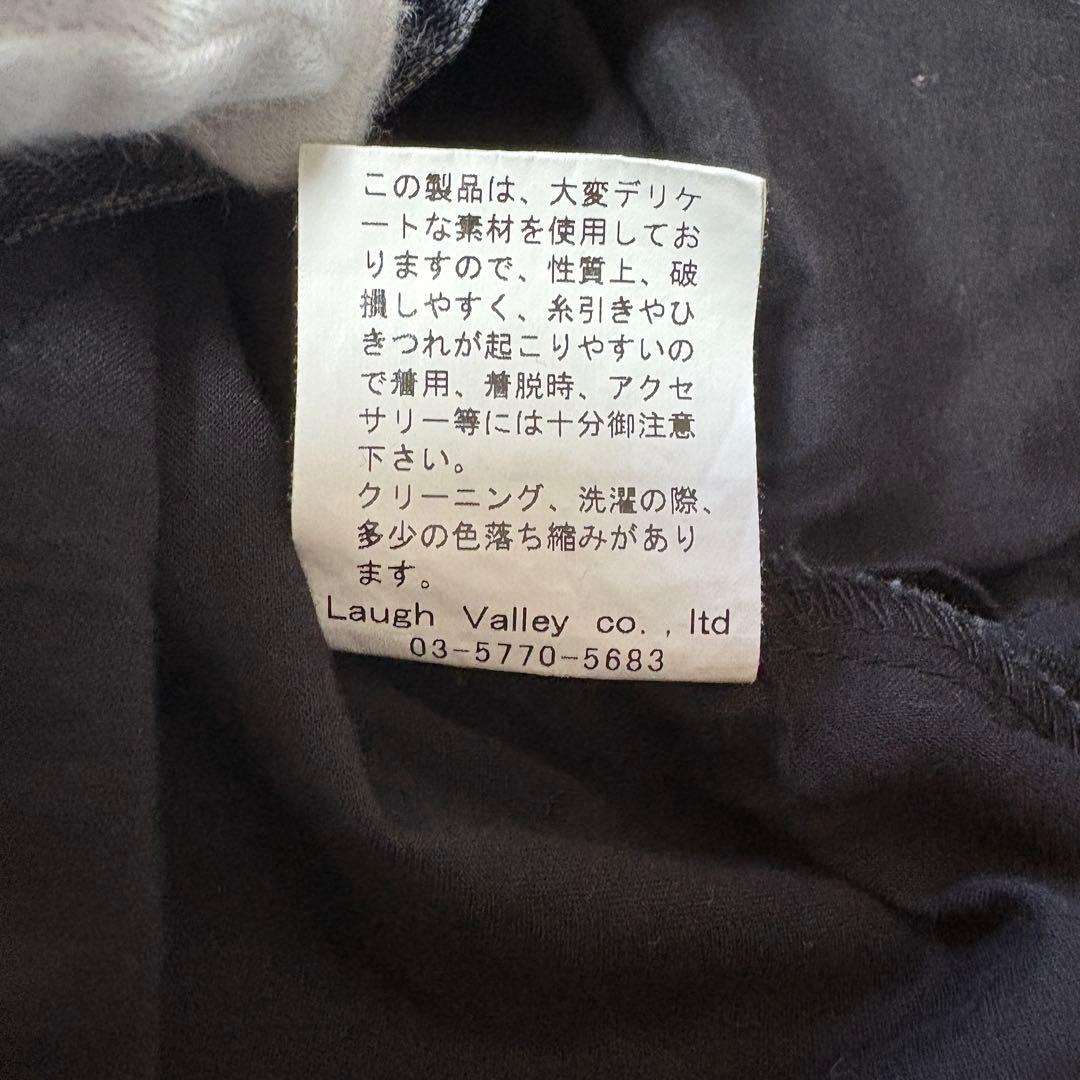 この製品は、大変デリケ
ートな素材を使用してお
りますので、性質上、破
損しやすく、糸引きやひ
きつれが起こりやすいの
で着用、着脱時、アクセ
サリー等には十分御注意
下さい。
クリーニング、洗濯の際、
多少の色落ち縮みがあり
ます。
Laugh Valley co.,ltd
03-5770-5683